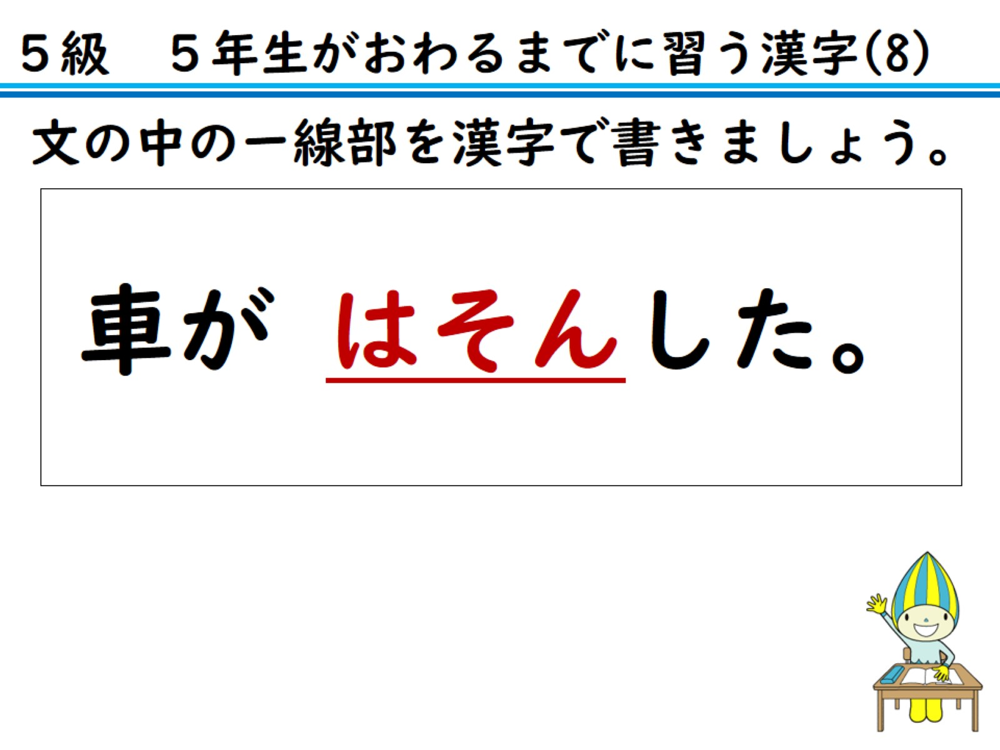 ５級　５年生がおわるまでに習う漢字(8)
文の中の一線部を漢字で書きましょう。
車が はそんした。